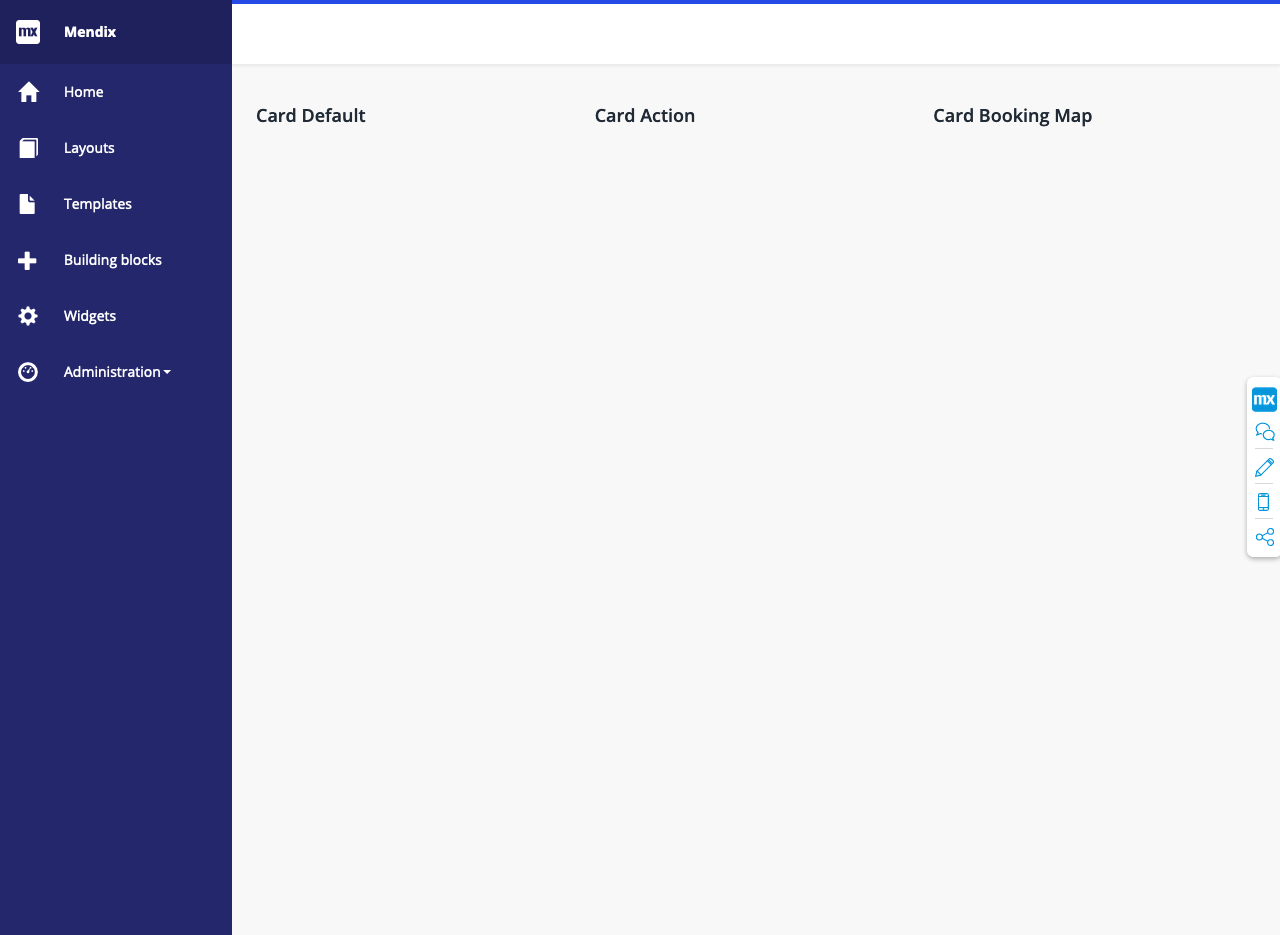 mx Mendix
Home
Layouts
Templates
Building blocks
Widgets
Administration
Card Default
Card Action
Card Booking Map
mx